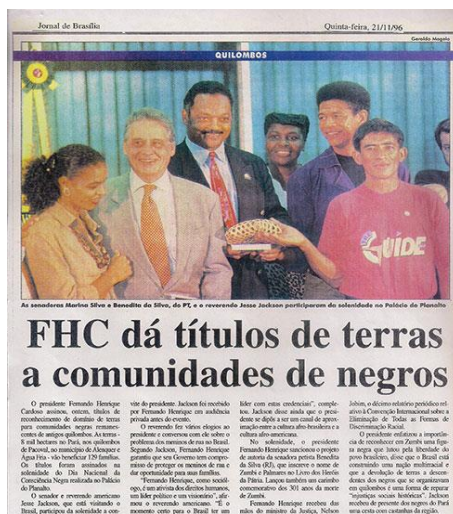 Jornal de Brasília
Quinta-feira, 21/11/96
Geraldo Magela
QUILOMBOS
GUIDE
As senadoras Marina Silva e Benedita da Silva, do PT, e o reverendo Jesse Jackson participaram da solenidade no Palácio do Planalto
FHC dá títulos de terras
a comunidades de negros
O presidente Fernando Henrique
Cardoso assinou, ontem, títulos de
reconhecimento de domínio de terras
para comunidades negras remanes-
centes de antigos quilombos. As terras -
8 mil hectares no Pará, nos quilombos
de Pacoval, no município de Alenquer e
Água Fria - vão beneficiar 129 famílias.
Os títulos foram assinados na
solenidade do Dia Nacional da
Consciência Negra realizada no Palácio
do Planalto.
O senador e reverendo americano
Jesse Jackson, que está visitando o
Brasil, participou da solenidade a con-
vite do presidente. Jackson foi recebido
por Fernando Henrique em audiência
privada antes do evento.
O reverendo fez vários elogios ao
presidente e conversou com ele sobre o
problema dos meninos de rua no Brasil.
Segundo Jackson, Fernando Henrique
garantiu que seu Governo tem compro-
misso de proteger os meninos de rua e
dar oportunidade para suas famílias.
"Fernando Henrique, como soció-
logo, é um ativista dos direitos humanos,
um líder político e um visionário", afir-
mou o reverendo americano. "É o
momento certo para o Brasil ter um
líder com estas credenciais", comple-
tou. Jackson disse ainda que o presi-
dente se dispôs a ser um canal de aproxi-
mação entre a cultura afro-brasileira e a
cultura afro-americana.
No solenidade, o presidente
Fernando Henrique sancionou o projeto
de autoria da senadora petista Benedita
da Silva (RJ), que inscreve o nome de
Zumbi e Palmares no Livro dos Heróis
da Pátria. Lançou também um carimbo
comemorativo dos 301 anos da morte
de Zumbi.
Fernando Henrique recebeu das
mãos do ministro da Justiça, Nelson
Jobim, o décimo relatório periódico rel-
ativo à Convenção Internacional sobre a
Eliminação de Todas as Formas de
Discriminação Racial.
O presidente enfatizou a importân-
cia de reconhecer em Zumbi uma figu-
ra negra que lutou pela liberdade do
povo brasileiro, disse que o Brasil está
construindo uma nação multirracial e
que a devolução de terras a descen-
dentes dos negros que se organizavam
em quilombos é uma forma de reparar
"injustiças sociais históricas". Jackson
recebeu de presente dos negros do Pará
uma cesta com castanhas da região.